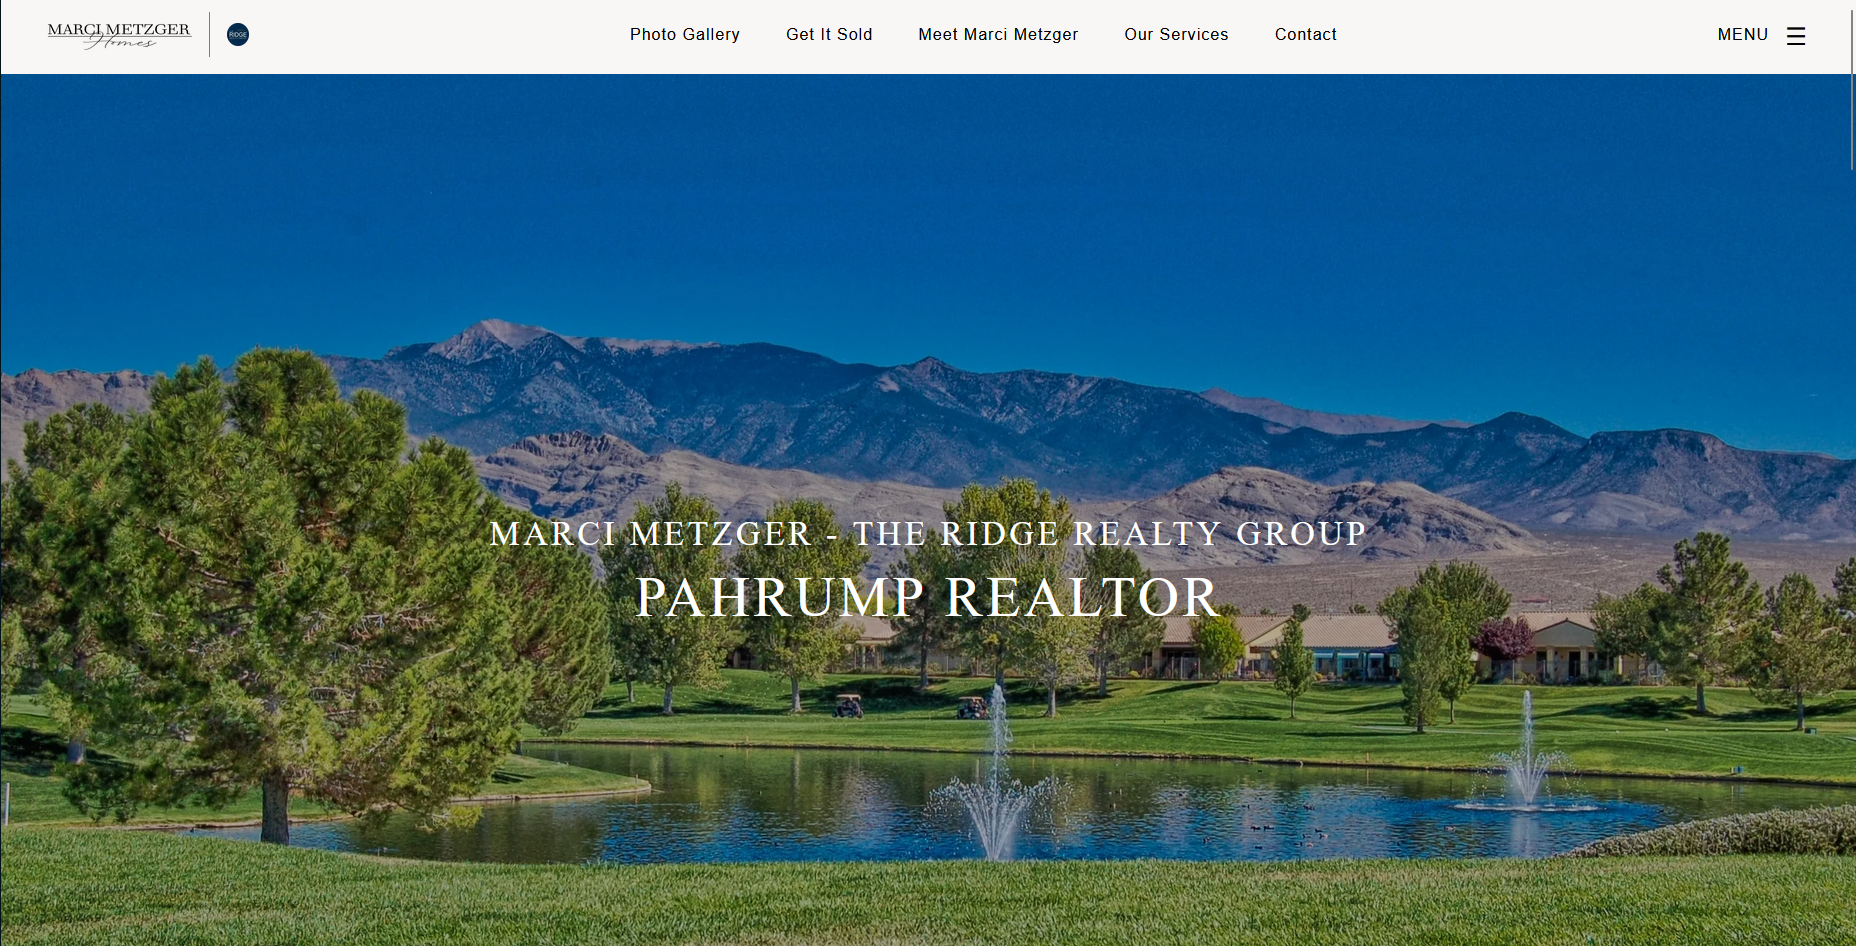 MARCI METZGER
Homes
RIDGE
Photo Gallery
Get It Sold
Meet Marci Metzger
Our Services
Contact
MENU
MARCI METZGER - THE RIDGE REALTY GROUP
PAHRUMP REALTOR